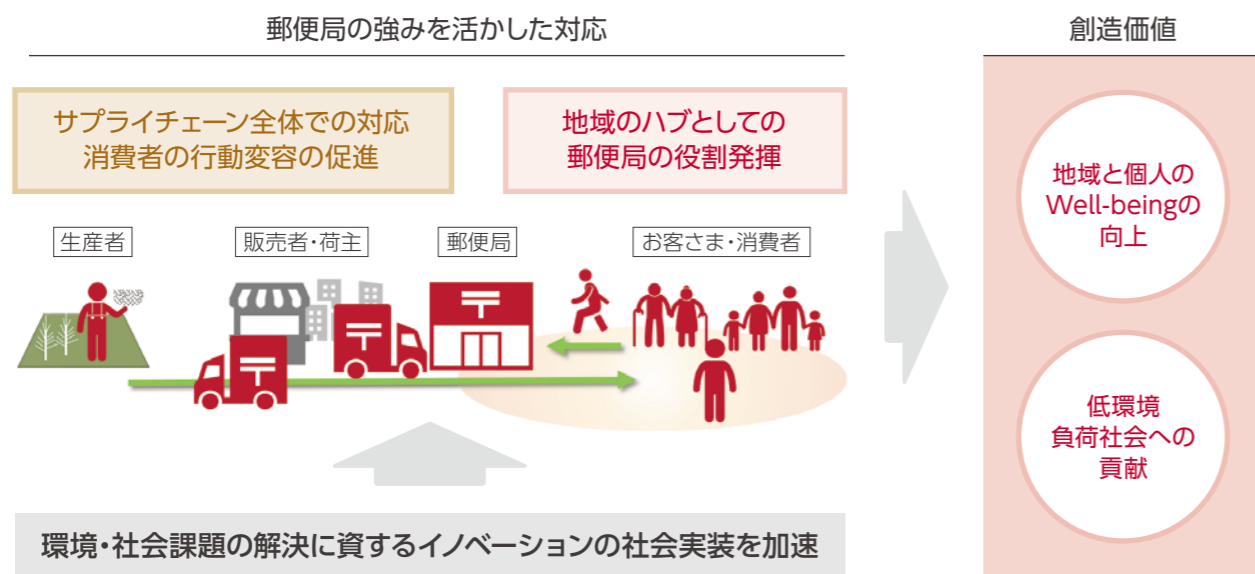 郵便局の強みを活かした対応
創造価値
サプライチェーン全体での対応
消費者の行動変容の促進
地域のハブとしての
郵便局の役割発揮
生産者
販売者・荷主
郵便局
お客さま・消費者
〒
〒
〒
地域と個人の
Well-beingの
向上
低環境
負荷社会への
貢献
環境・社会課題の解決に資するイノベーションの社会実装を加速